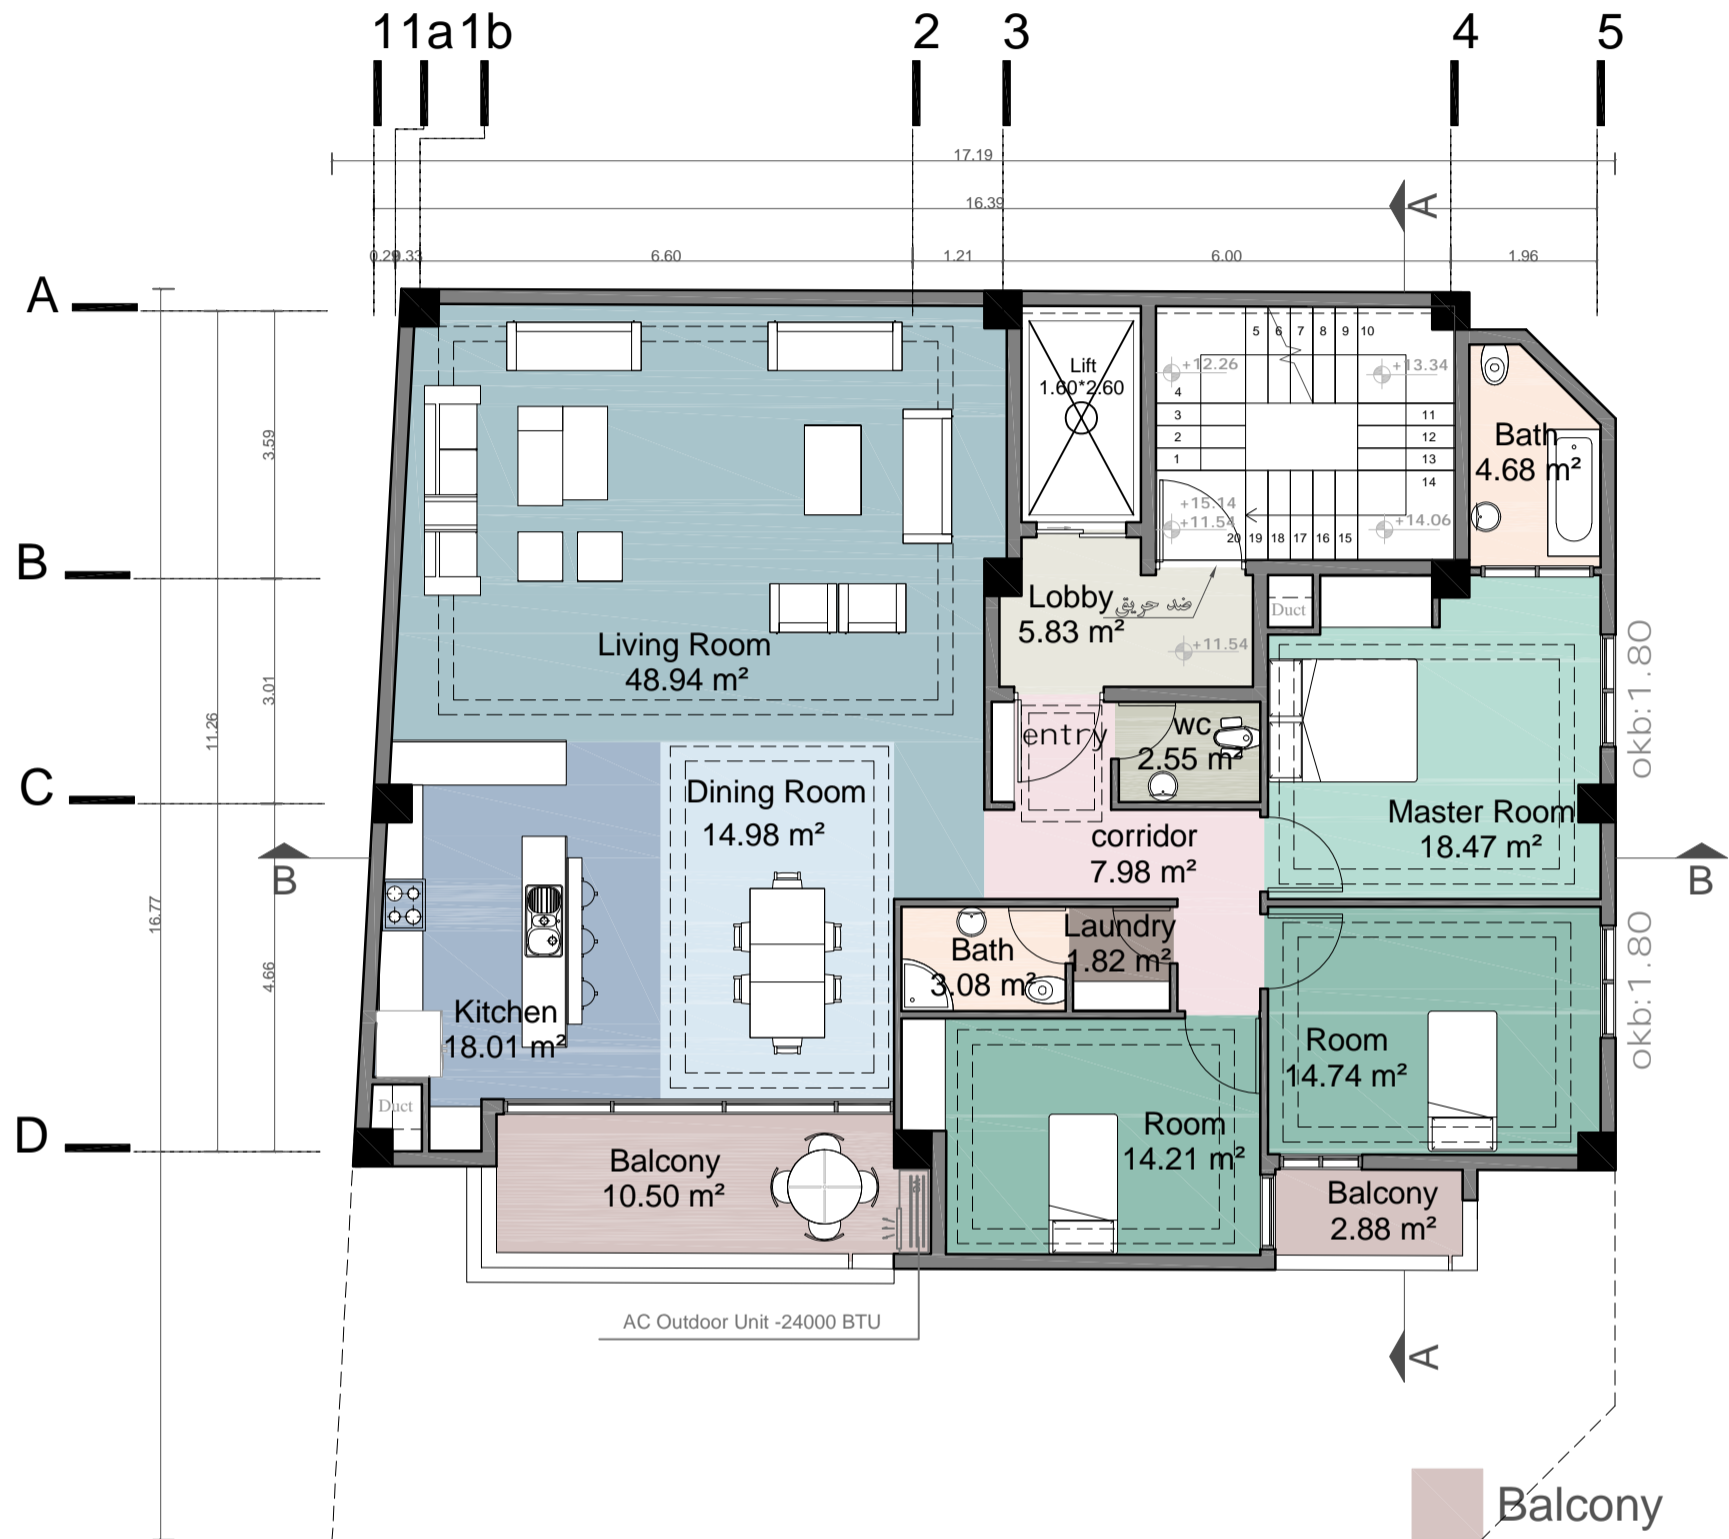 1 1a 1b 2 3 4 5
17.19
16.39
A
0.29 0.33 6.60 1.21 6.00 1.96
A
B
C
D
3.59
3.01
11.26
4.66
16.77
Lift
1.60*2.60
5 6 7 8 9 10
+12.26
+13.34
4
3
2
1
11
12
13
14
+15.14
+11.54
+14.06
20 19 18 17 16 15
Bath
4.68 m²
Lobby
5.83 m²
ضد حریق
+11.54
Duct
Living Room
48.94 m²
entry
wc
2.55 m²
okb:1.80
Dining Room
14.98 m²
Master Room
18.47 m²
corridor
7.98 m²
B
B
Bath
3.08 m²
Laundry
1.82 m²
okb:1.80
Kitchen
18.01 m²
Room
14.74 m²
Duct
Room
14.21 m²
Balcony
10.50 m²
Balcony
2.88 m²
AC Outdoor Unit -24000 BTU
A
Balcony